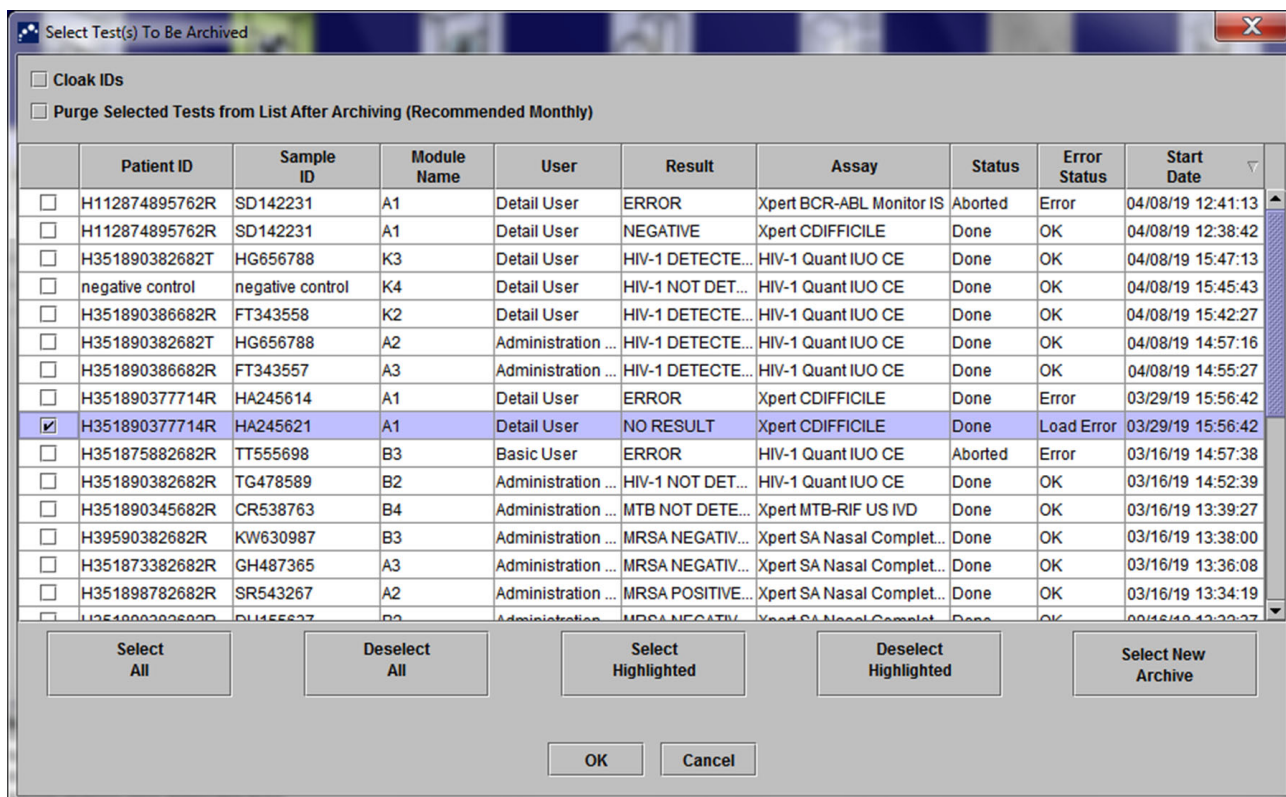 Select Test(s) To Be Archived
Cloak IDs
Purge Selected Tests from List After Archiving (Recommended Monthly)
Patient ID Sample ID Module Name User Result Assay Status Error Status Start Date
H112874895762R SD142231 A1 Detail User ERROR Xpert BCR-ABL Monitor IS Aborted Error 04/08/19 12:41:13
H112874895762R SD142231 A1 Detail User NEGATIVE Xpert CDIFFICILE Done OK 04/08/19 12:38:42
H351890382682T HG656788 K3 Detail User HIV-1 DETECTE... HIV-1 Quant IUO CE Done OK 04/08/19 15:47:13
negative control negative control K4 Detail User HIV-1 NOT DET... HIV-1 Quant IUO CE Done OK 04/08/19 15:45:43
H351890386682R FT343558 K2 Detail User HIV-1 DETECTE... HIV-1 Quant IUO CE Done OK 04/08/19 15:42:27
H351890382682T HG656788 A2 Administration ... HIV-1 DETECTE... HIV-1 Quant IUO CE Done OK 04/08/19 14:57:16
H351890386682R FT343557 A3 Administration ... HIV-1 DETECTE... HIV-1 Quant IUO CE Done OK 04/08/19 14:55:27
H351890377714R HA245614 A1 Detail User ERROR Xpert CDIFFICILE Done Error 03/29/19 15:56:42
H351890377714R HA245621 A1 Detail User NO RESULT Xpert CDIFFICILE Done Load Error 03/29/19 15:56:42
H351875882682R TT555698 B3 Basic User ERROR HIV-1 Quant IUO CE Aborted Error 03/16/19 14:57:38
H351890382682R TG478589 B2 Administration ... HIV-1 NOT DET... HIV-1 Quant IUO CE Done OK 03/16/19 14:52:39
H351890345682R CR538763 B4 Administration ... MTB NOT DETE... Xpert MTB-RIF US IVD Done OK 03/16/19 13:39:27
H39590382682R KW630987 B3 Administration ... MRSA NEGATIV... Xpert SA Nasal Complet... Done OK 03/16/19 13:38:00
H351873382682R GH487365 A3 Administration ... MRSA NEGATIV... Xpert SA Nasal Complet... Done OK 03/16/19 13:36:08
H351898782682R SR543267 A2 Administration ... MRSA POSITIVE... Xpert SA Nasal Complet... Done OK 03/16/19 13:34:19
Administration ... MRSA NEGATIV... Xpert SA Nasal Complet... Done OK
Select All Deselect All Select Highlighted Deselect Highlighted Select New Archive
OK Cancel